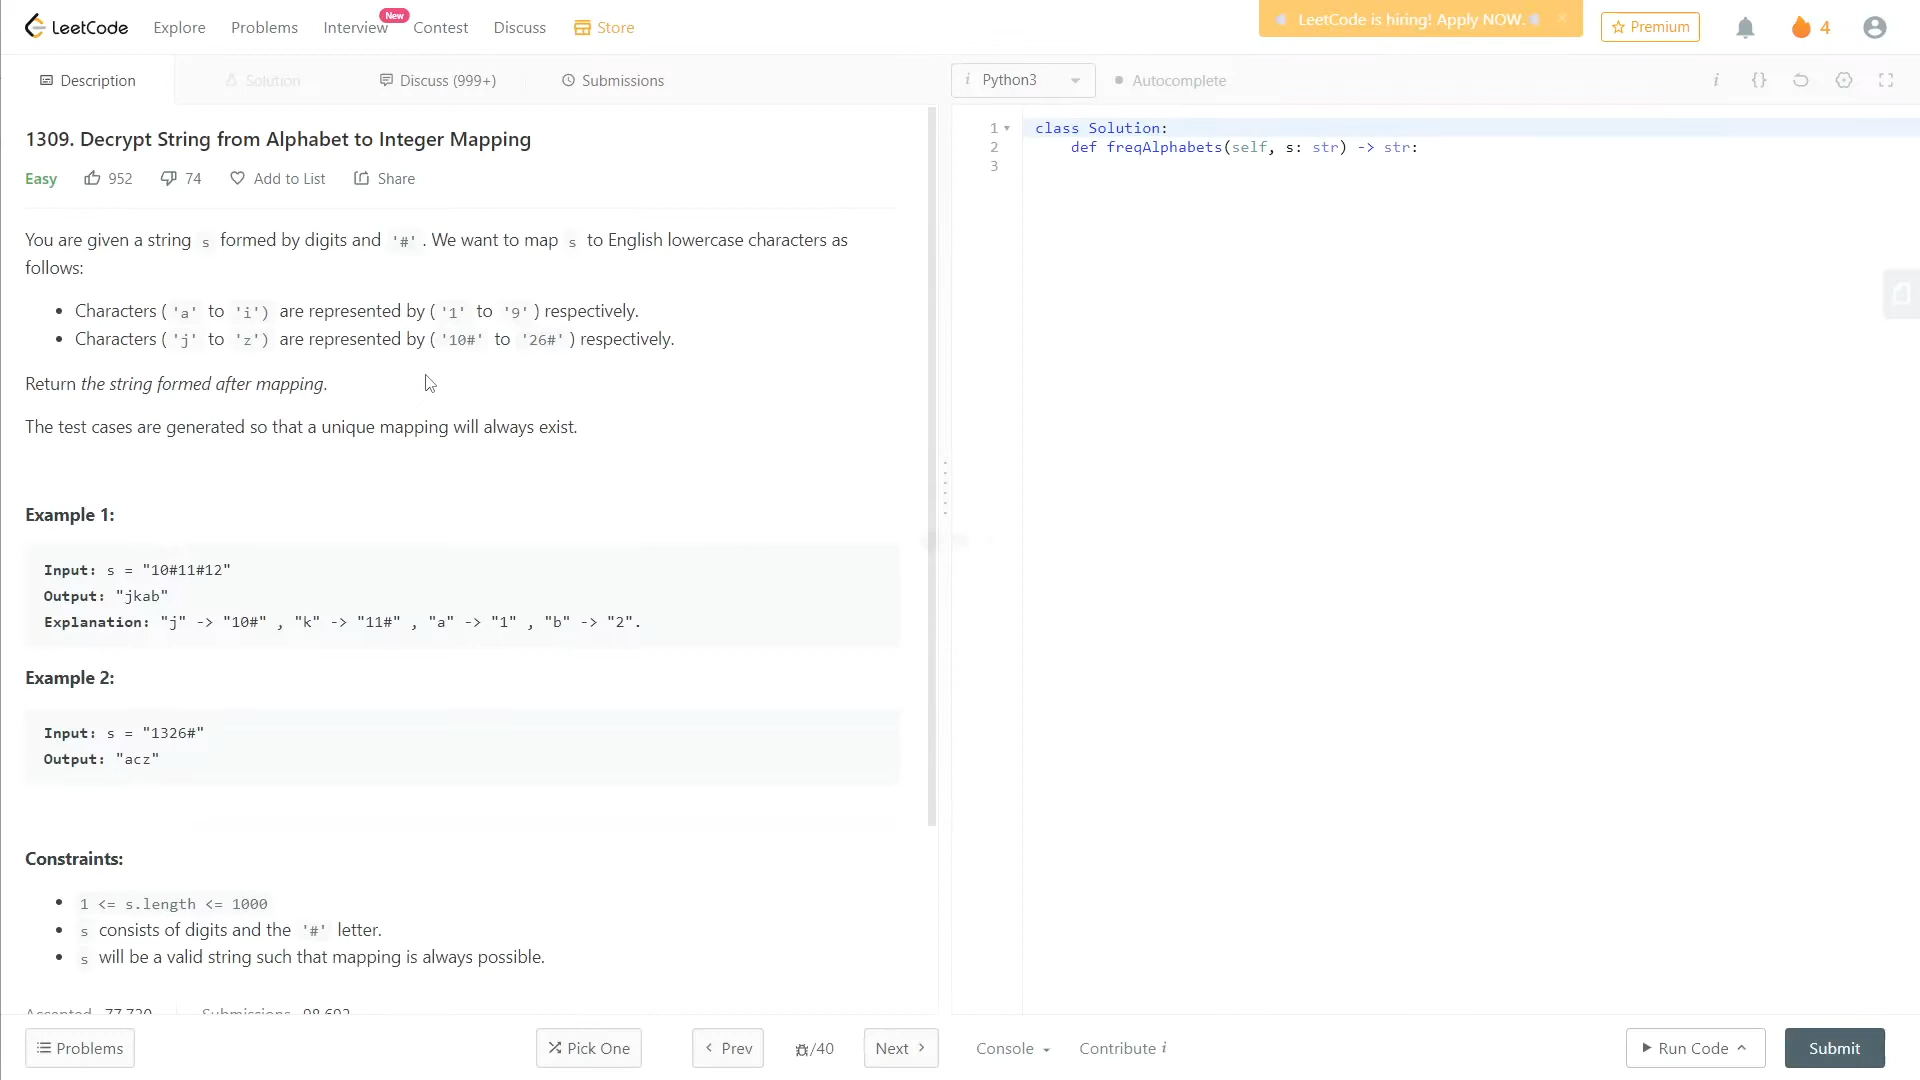 LeetCode Explore Problems Interview New Contest Discuss Store LeetCode is hiring! Apply NOW. Premium 4
Description Solution Discuss (999+) Submissions
i Python3 Autocomplete i {}
1309. Decrypt String from Alphabet to Integer Mapping
Easy 952 74 Add to List Share
You are given a string s formed by digits and '#'. We want to map s to English lowercase characters as
follows:
• Characters ('a' to 'i') are represented by ('1' to '9') respectively.
• Characters ('j' to 'z') are represented by ('10#' to '26#') respectively.
Return the string formed after mapping.
The test cases are generated so that a unique mapping will always exist.
Example 1:
Input: s = "10#11#12"
Output: "jkab"
Explanation: "j" -> "10#" , "k" -> "11#" , "a" -> "1" , "b" -> "2".
Example 2:
Input: s = "1326#"
Output: "acz"
Constraints:
• 1 <= s.length <= 1000
• s consists of digits and the '#' letter.
• s will be a valid string such that mapping is always possible.
Accepted 77,720 Submissions 98,692
1 class Solution:
2 def freqAlphabets(self, s: str) -> str:
3
Problems Pick One < Prev /40 Next > Console Contribute i Run Code Submit